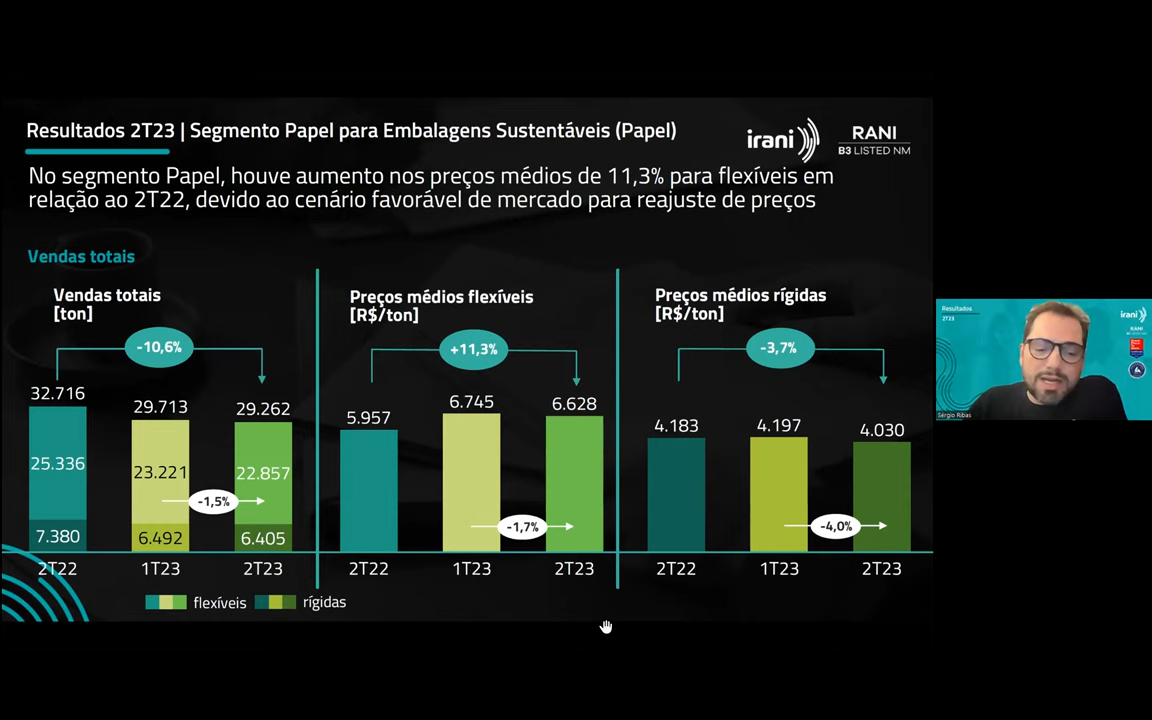 Resultados 2T23 | Segmento Papel para Embalagens Sustentáveis (Papel)
irani
RANI
B3 LISTED NM
No segmento Papel, houve aumento nos preços médios de 11,3% para flexíveis em
relação ao 2T22, devido ao cenário favorável de mercado para reajuste de preços
Vendas totais
Vendas totais
[ton]
-10,6%
32.716
29.713
29.262
25.336
23.221
22.857
-1,5%
7.380
6.492
6.405
2T22
1T23
2T23
Preços médios flexíveis
[R$/ton]
+11,3%
5.957
6.745
6.628
-1,7%
2T22
1T23
2T23
Preços médios rígidas
[R$/ton]
-3,7%
4.183
4.197
4.030
-4,0%
2T22
1T23
2T23
flexíveis
rígidas
Resultados
2T23
irani
RANI
Sérgio Ribas